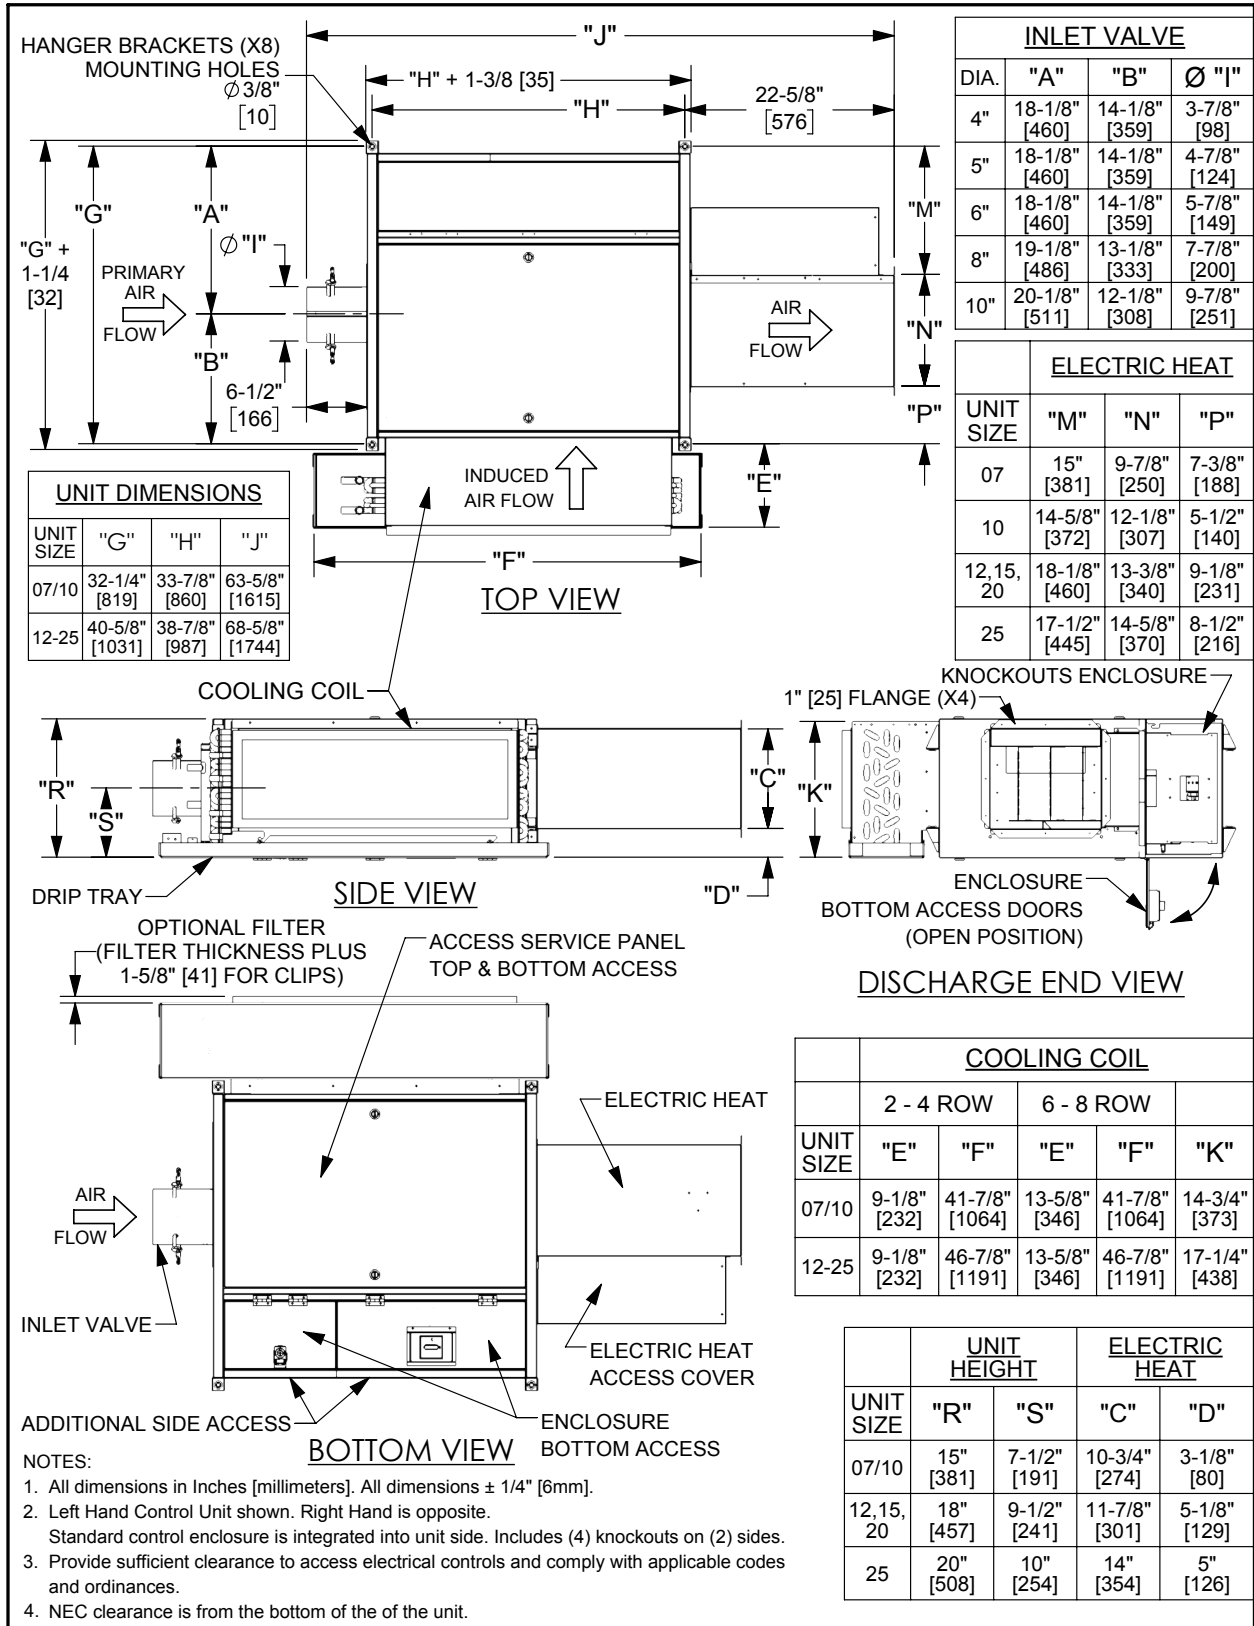 HANGER BRACKETS (X8)
MOUNTING HOLES
Ø 3/8"
[10]
"J"
"H" + 1-3/8 [35]
"H"
22-5/8"
[576]
"G"
"A"
"G" +
1-1/4
[32]
Ø "I"
PRIMARY
AIR
FLOW
"B"
6-1/2"
[166]
"M"
AIR
FLOW
"N"
"P"
INDUCED
AIR FLOW
"E"
"F"
TOP VIEW
INLET VALVE
DIA. "A" "B" Ø "I"
4" 18-1/8" 14-1/8" 3-7/8"
[460] [359] [98]
5" 18-1/8" 14-1/8" 4-7/8"
[460] [359] [124]
6" 18-1/8" 14-1/8" 5-7/8"
[460] [359] [149]
8" 19-1/8" 13-1/8" 7-7/8"
[486] [333] [200]
10" 20-1/8" 12-1/8" 9-7/8"
[511] [308] [251]
ELECTRIC HEAT
UNIT
SIZE "M" "N" "P"
07 15" 9-7/8" 7-3/8"
[381] [250] [188]
10 14-5/8" 12-1/8" 5-1/2"
[372] [307] [140]
12,15,
20 18-1/8" 13-3/8" 9-1/8"
[460] [340] [231]
25 17-1/2" 14-5/8" 8-1/2"
[445] [370] [216]
UNIT DIMENSIONS
UNIT
SIZE "G" "H" "J"
07/10 32-1/4" 33-7/8" 63-5/8"
[819] [860] [1615]
12-25 40-5/8" 38-7/8" 68-5/8"
[1031] [987] [1744]
COOLING COIL
"R"
"S"
"C"
"D"
DRIP TRAY
SIDE VIEW
KNOCKOUTS ENCLOSURE
1" [25] FLANGE (X4)
"K"
ENCLOSURE
BOTTOM ACCESS DOORS
(OPEN POSITION)
DISCHARGE END VIEW
OPTIONAL FILTER
(FILTER THICKNESS PLUS
1-5/8" [41] FOR CLIPS)
ACCESS SERVICE PANEL
TOP & BOTTOM ACCESS
ELECTRIC HEAT
AIR
FLOW
INLET VALVE
ELECTRIC HEAT
ACCESS COVER
ADDITIONAL SIDE ACCESS
ENCLOSURE
BOTTOM ACCESS
BOTTOM VIEW
COOLING COIL
2 - 4 ROW 6 - 8 ROW
UNIT
SIZE "E" "F" "E" "F" "K"
07/10 9-1/8" 41-7/8" 13-5/8" 41-7/8" 14-3/4"
[232] [1064] [346] [1064] [373]
12-25 9-1/8" 46-7/8" 13-5/8" 46-7/8" 17-1/4"
[232] [1191] [346] [1191] [438]
UNIT
HEIGHT
ELECTRIC
HEAT
UNIT
SIZE "R" "S" "C" "D"
07/10 15" 7-1/2" 10-3/4" 3-1/8"
[381] [191] [274] [80]
12,15,
20 18" 9-1/2" 11-7/8" 5-1/8"
[457] [241] [301] [129]
25 20" 10" 14" 5"
[508] [254] [354] [126]
NOTES:
1. All dimensions in Inches [millimeters]. All dimensions ± 1/4" [6mm].
2. Left Hand Control Unit shown. Right Hand is opposite.
Standard control enclosure is integrated into unit side. Includes (4) knockouts on (2) sides.
3. Provide sufficient clearance to access electrical controls and comply with applicable codes
and ordinances.
4. NEC clearance is from the bottom of the of the unit.